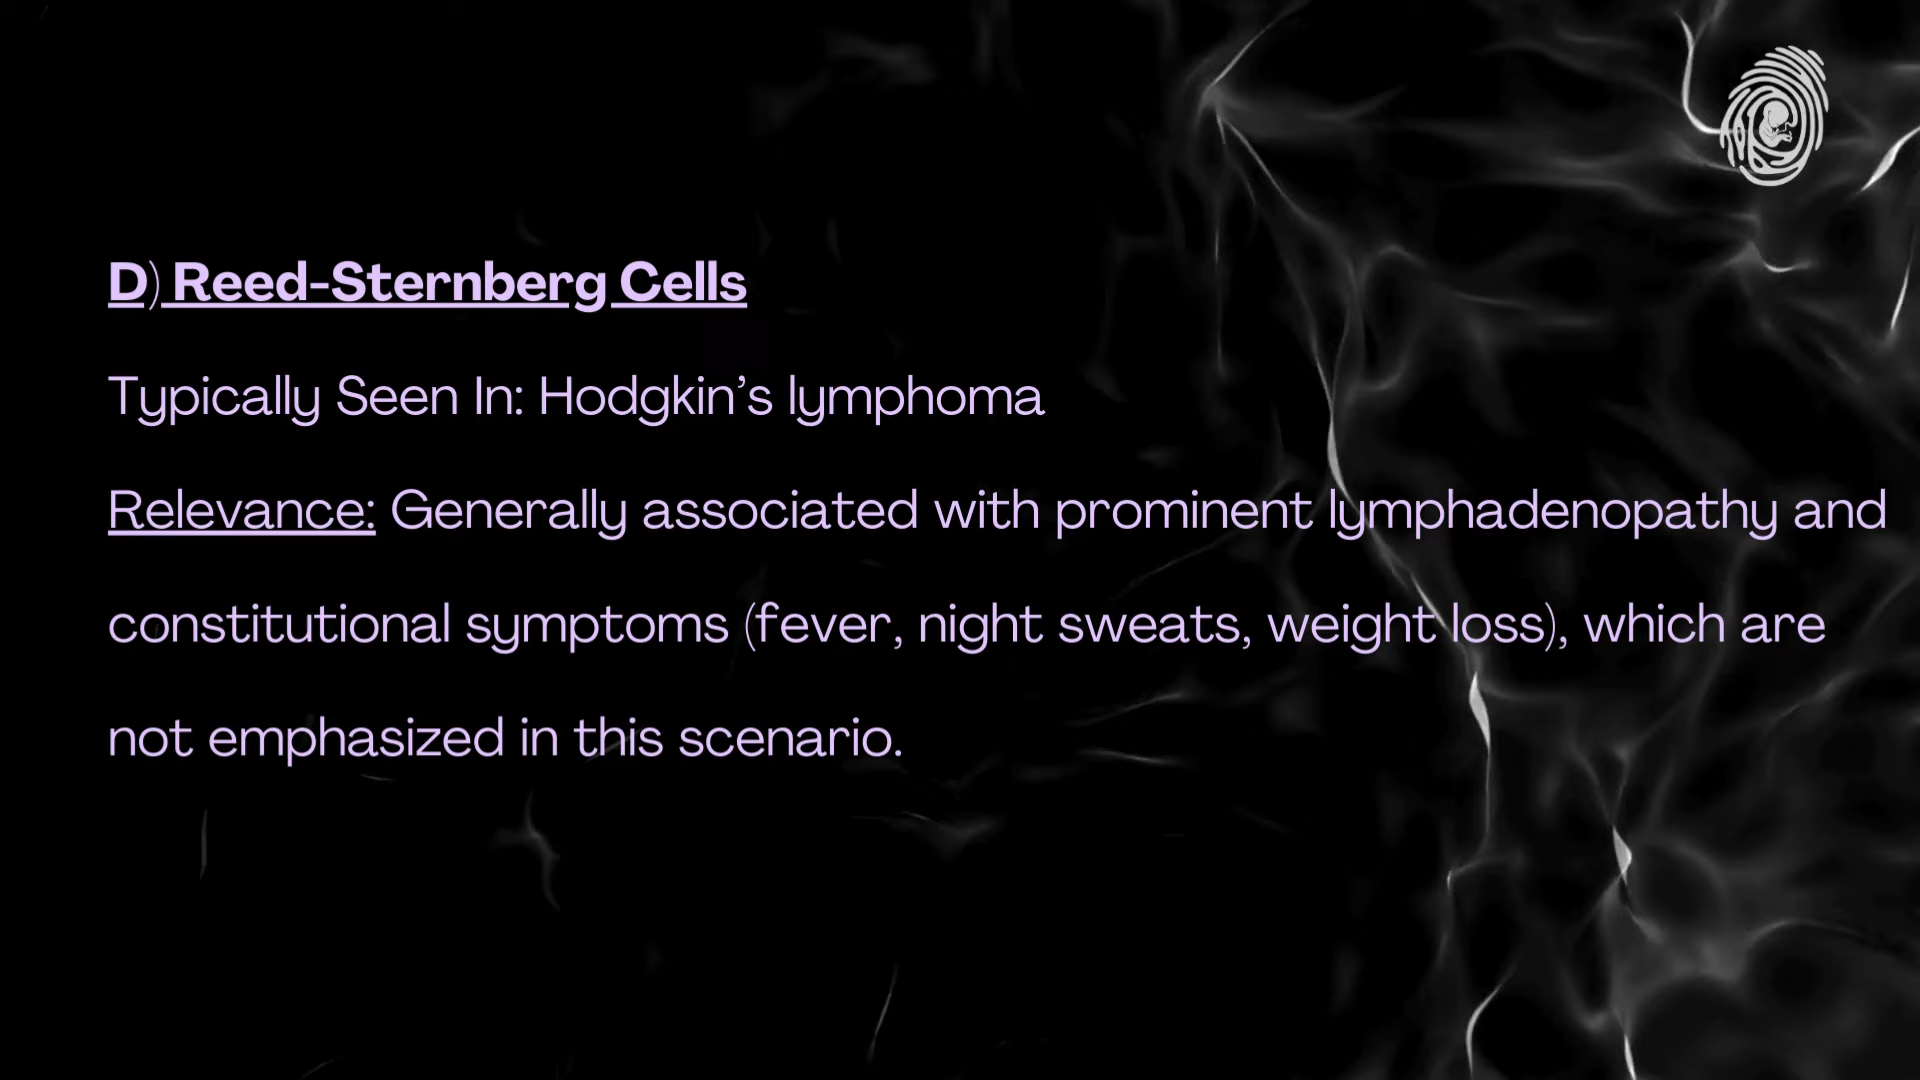 D) Reed-Sternberg Cells
Typically Seen In: Hodgkin’s lymphoma
Relevance: Generally associated with prominent lymphadenopathy and
constitutional symptoms (fever, night sweats, weight loss), which are
not emphasized in this scenario.